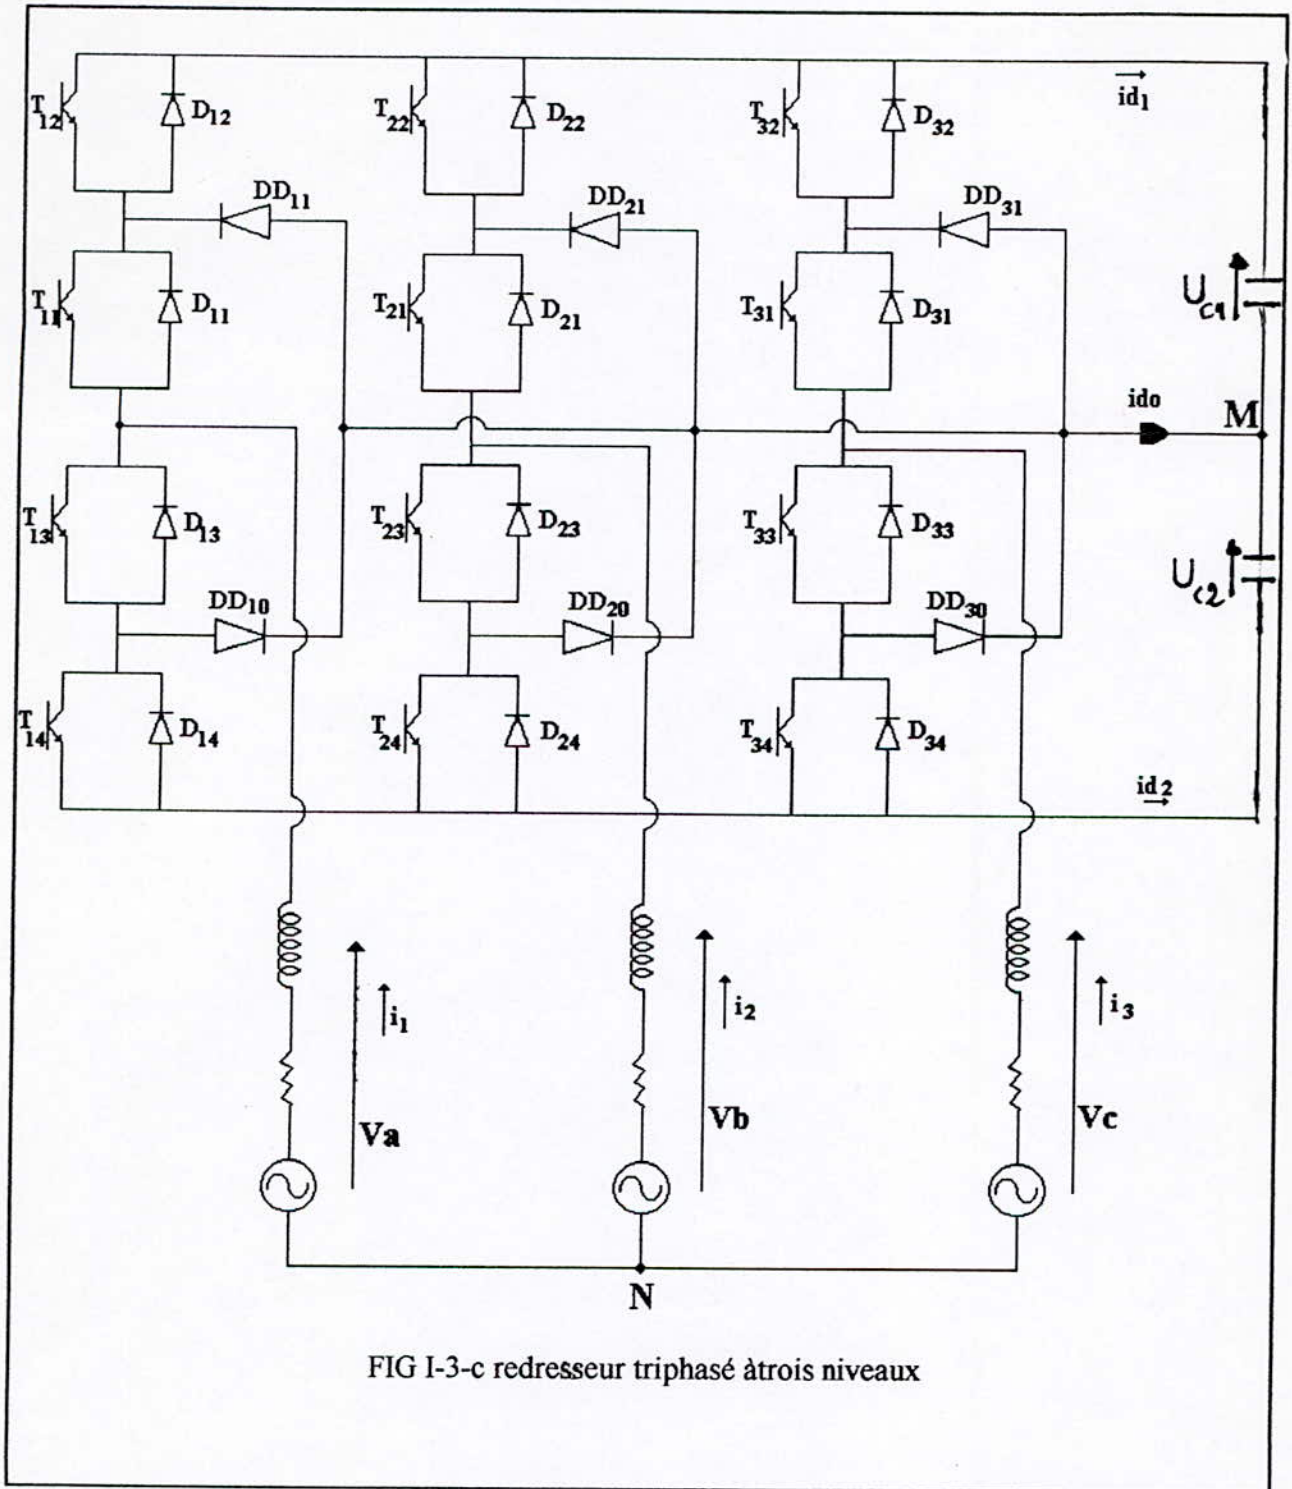 T12
D12
T22
D22
T32
D32
id1
DD11
DD21
DD31
T11
D11
T21
D21
T31
D31
Uc1
id0
M
T13
D13
T23
D23
T33
D33
Uc2
DD10
DD20
DD30
T14
D14
T24
D24
T34
D34
id2
i1
i2
i3
Va
Vb
Vc
N
FIG I-3-c redresseur triphasé àtrois niveaux